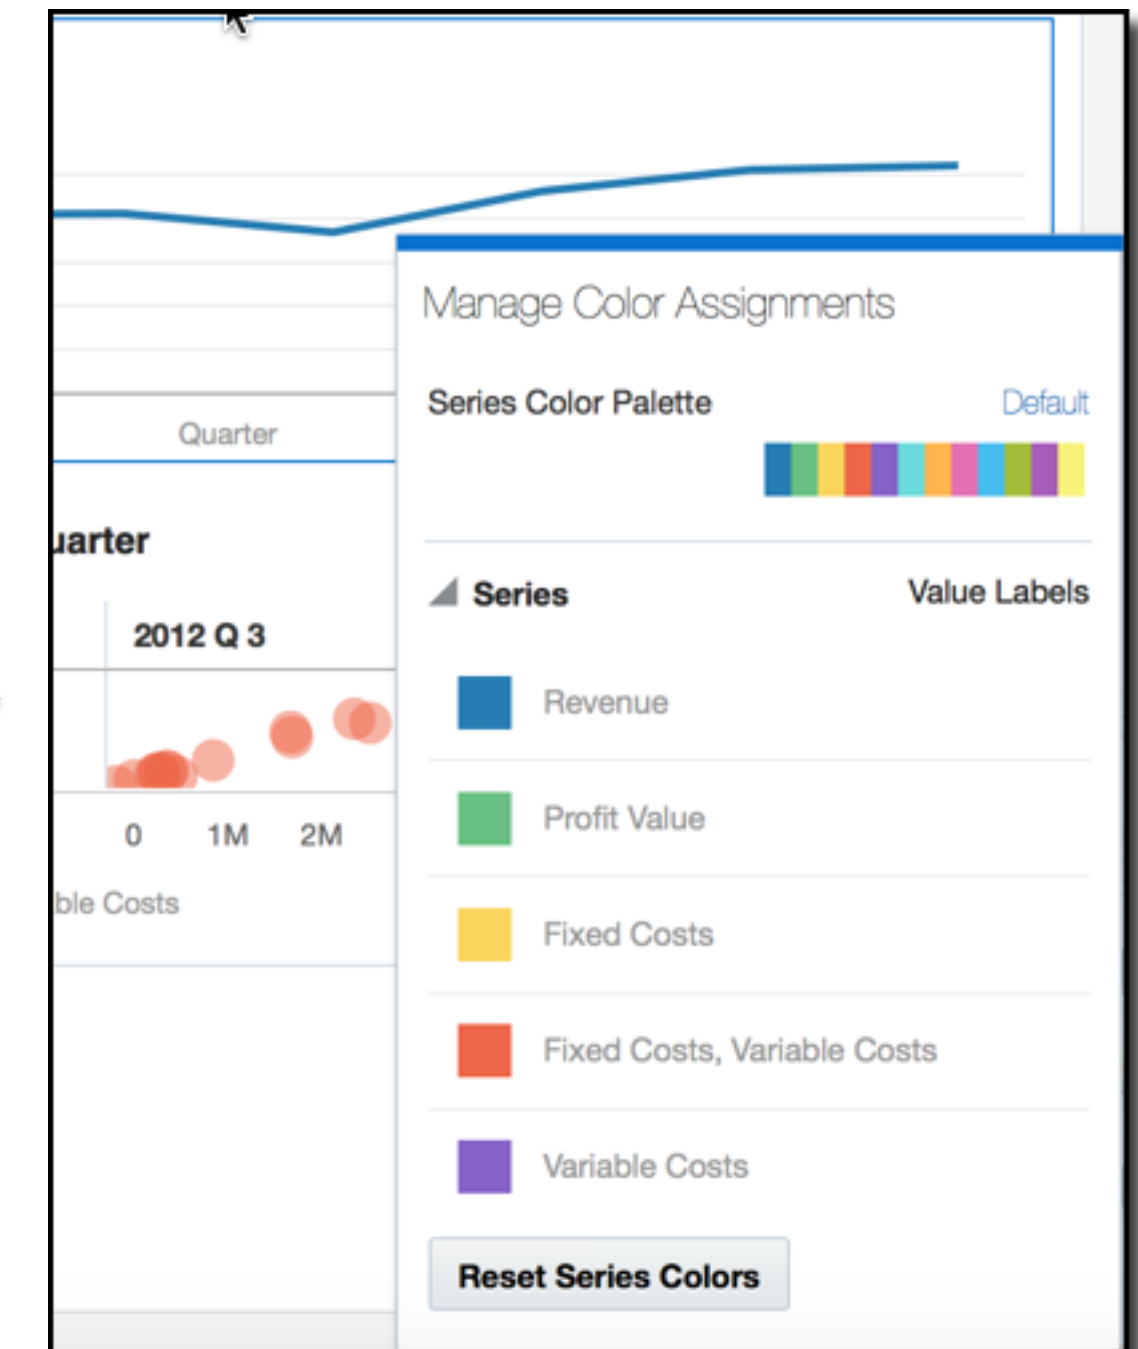 Manage Color Assignments
Series Color Palette Default
Quarter
uarter
Series Value Labels
2012 Q 3
Revenue
Profit Value
0 1M 2M
ble Costs
Fixed Costs
Fixed Costs, Variable Costs
Variable Costs
Reset Series Colors